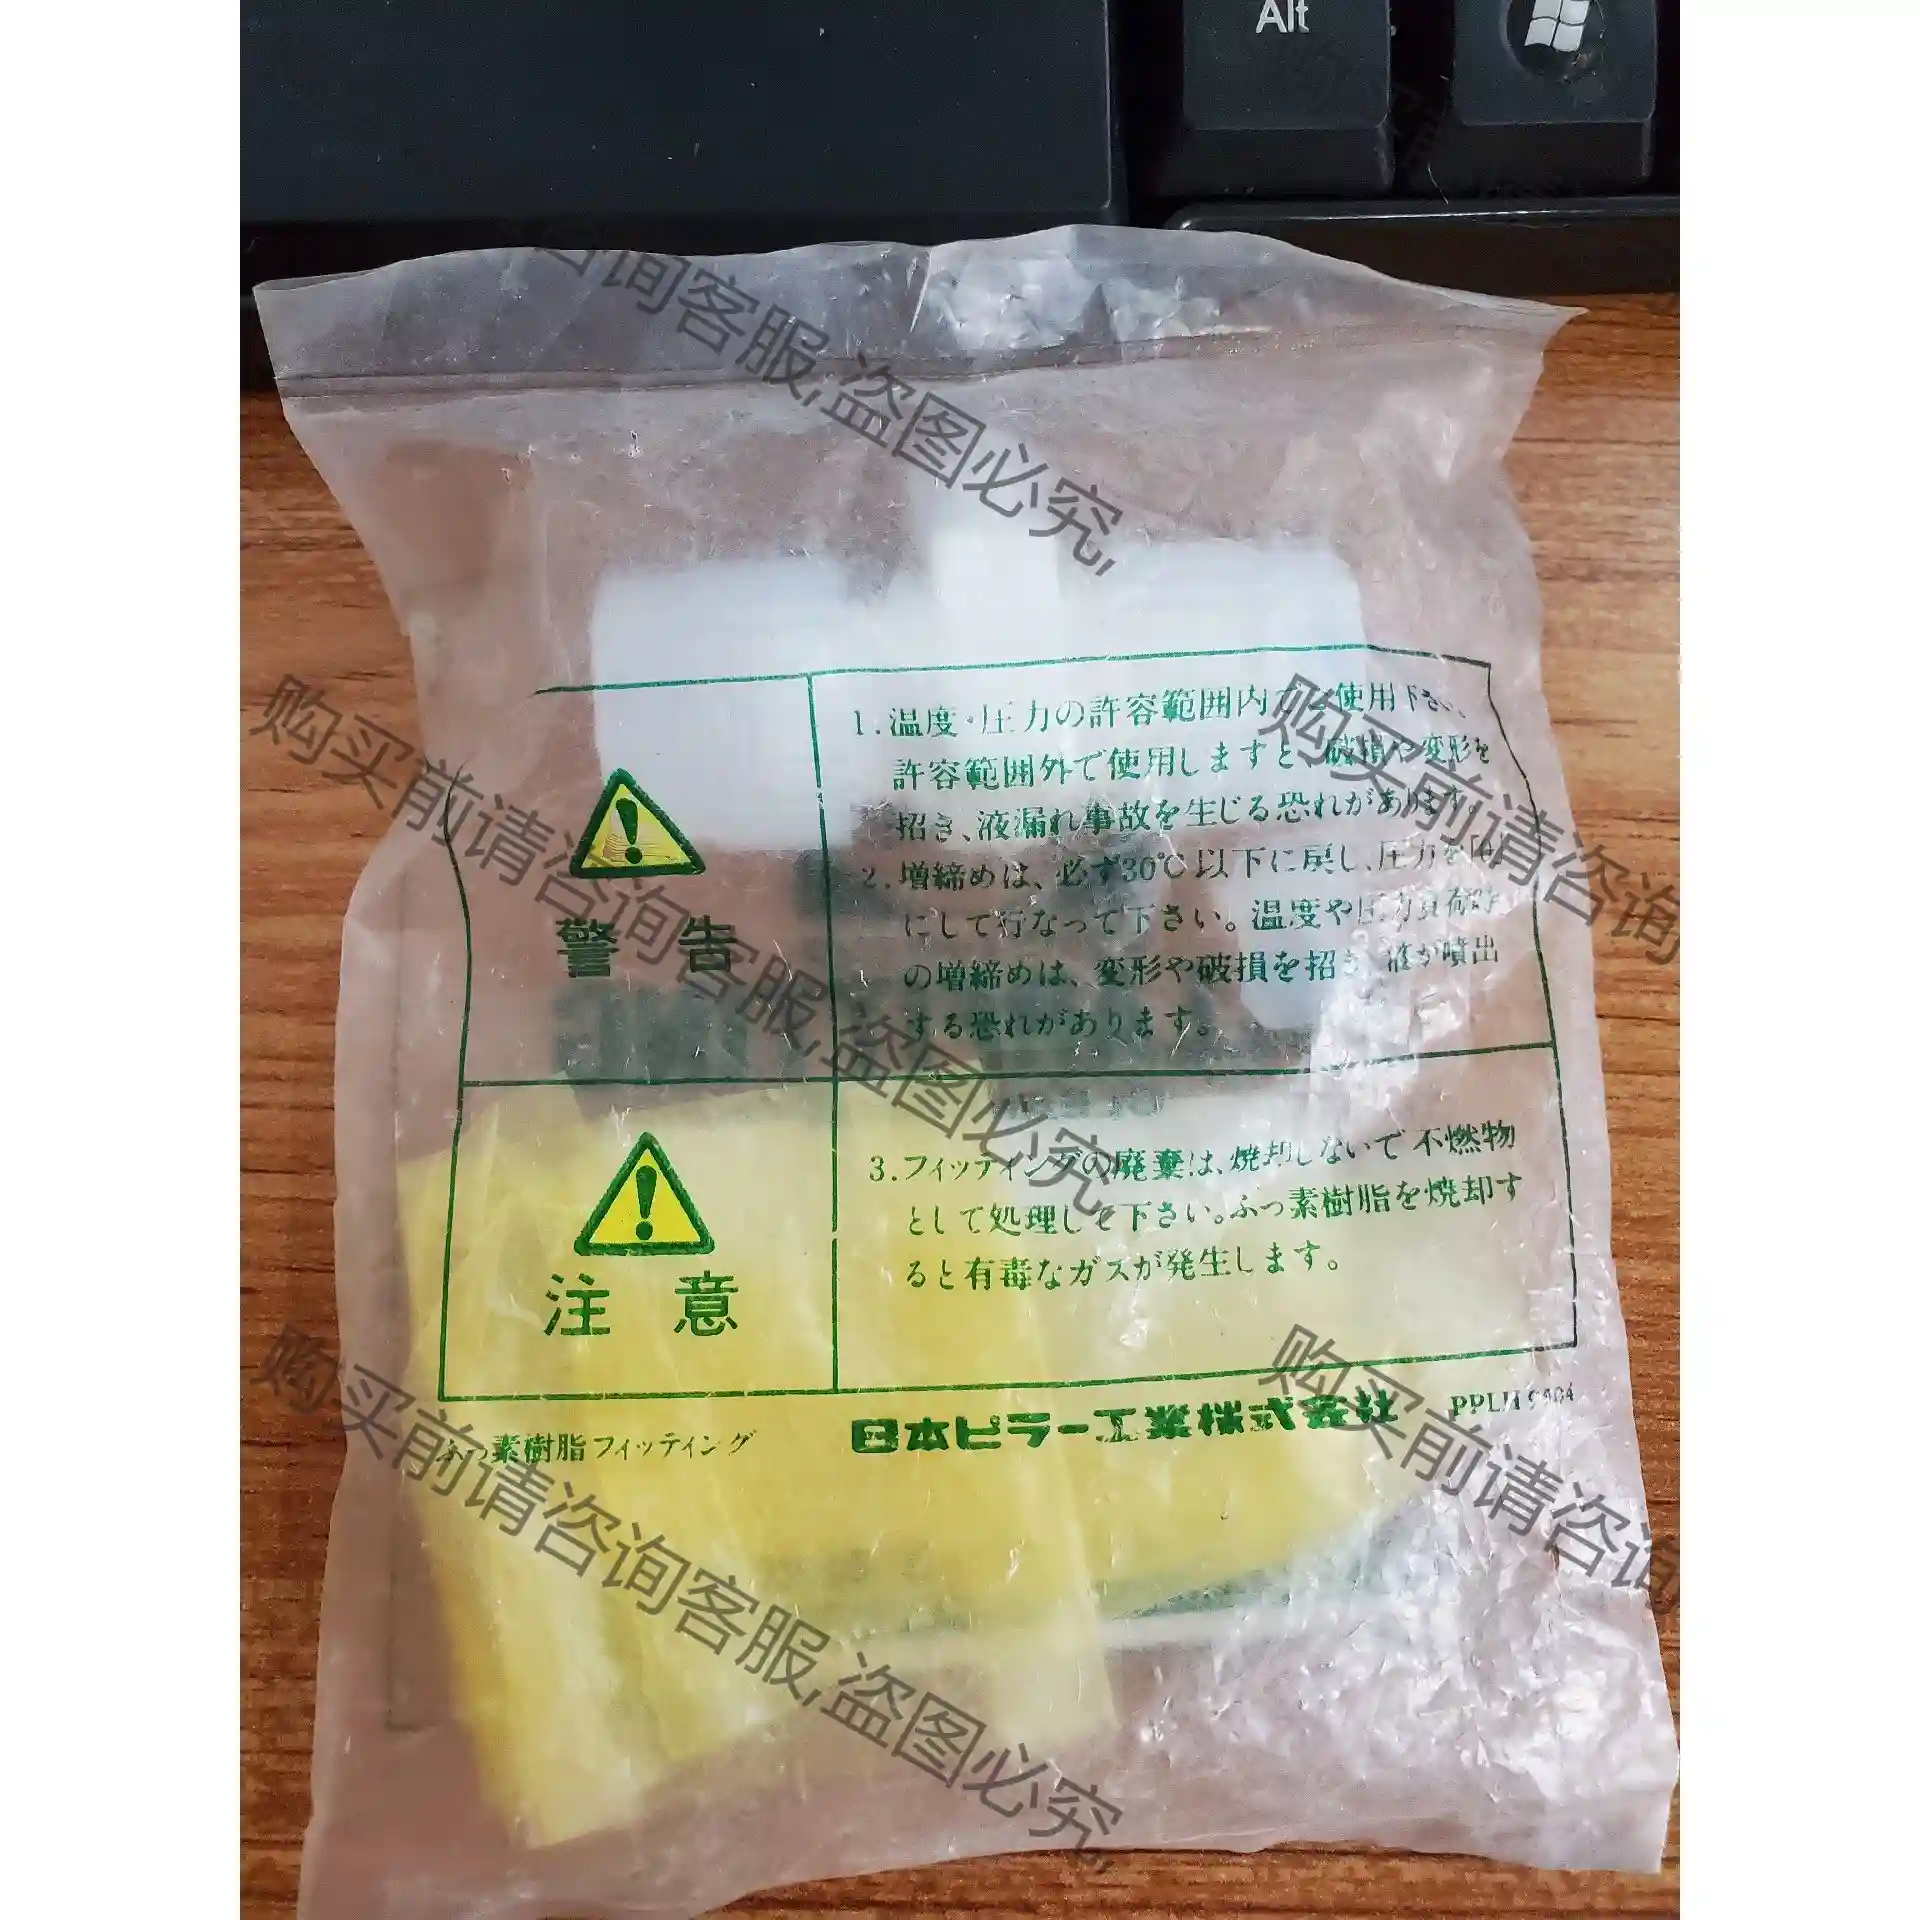 Alt
1.温度・圧力の許容範囲内でご使用下さい。
許容範囲外で使用しますと、破損や変形を
招き、液漏れ事故を生じる恐れがあります。
2.増締めは、必ず30℃以下に戻し、圧力を「0」
にして行なって下さい。温度や圧力負荷時
の増締めは、変形や破損を招き、液が噴出
する恐れがあります。
警告
3.フィッティングの廃棄は、焼却しないで不燃物
として処理して下さい。ふっ素樹脂を焼却す
ると有毒なガスが発生します。
注意
ふっ素樹脂フィッティング
日本ピラー工業株式会社
购买前请咨询客服,盗图必究,
购买前请咨询客服,盗图必究,
购买前请咨询
购买前请咨询
咨询客服,盗图必究,